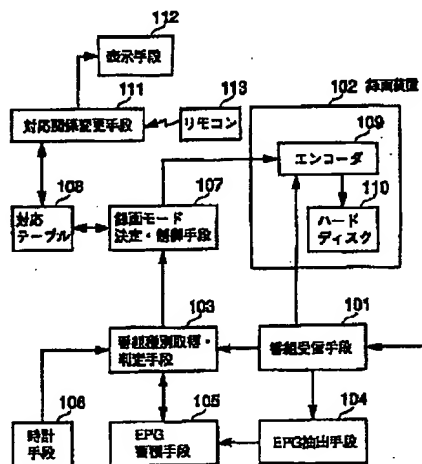 112
表示手段
111
対応関係変更手段
113
リモコン
102 録画装置
109
エンコーダ
110
ハード
ディスク
108
対応
テーブル
107
録画モード
決定・制御手段
103
番組種別取得・
判定手段
101
番組受信手段
106
時計
手段
105
EPG
蓄積手段
104
EPG抽出手段